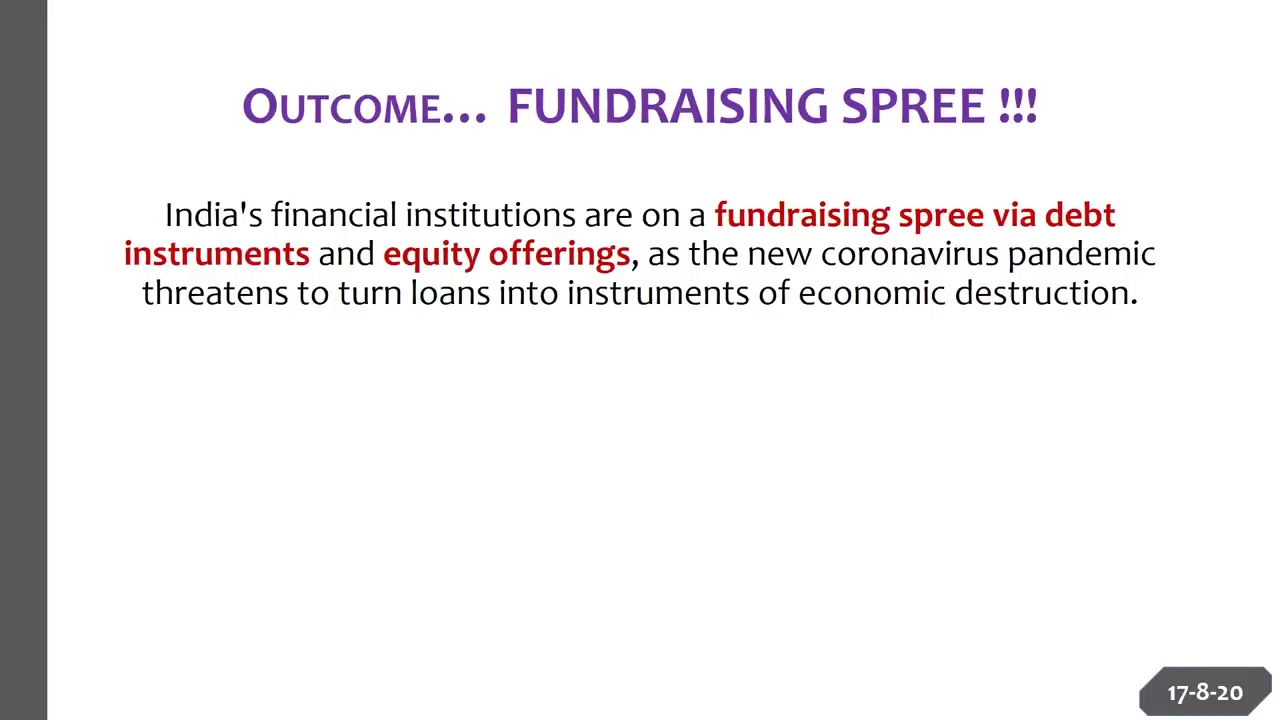 OUTCOME... FUNDRAISING SPREE !!!
India's financial institutions are on a fundraising spree via debt
instruments and equity offerings, as the new coronavirus pandemic
threatens to turn loans into instruments of economic destruction.
17-8-20